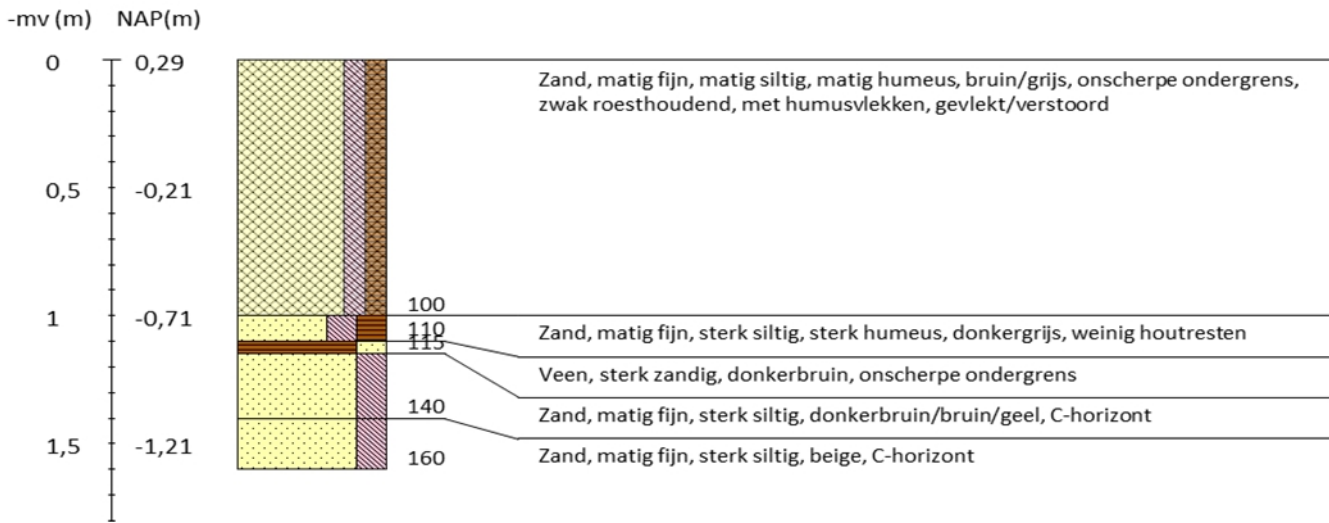 -mv (m) NAP(m)
0 0,29
Zand, matig fijn, matig siltig, matig humeus, bruin/grijs, onscherpe ondergrens,
zwak roesthoudend, met humusvlekken, gevlekt/verstoord
0,5 -0,21
100
1 -0,71
110
Zand, matig fijn, sterk siltig, sterk humeus, donkergrijs, weinig houtresten
115
Veen, sterk zandig, donkerbruin, onscherpe ondergrens
140
Zand, matig fijn, sterk siltig, donkerbruin/bruin/geel, C-horizont
1,5 -1,21
160
Zand, matig fijn, sterk siltig, beige, C-horizont